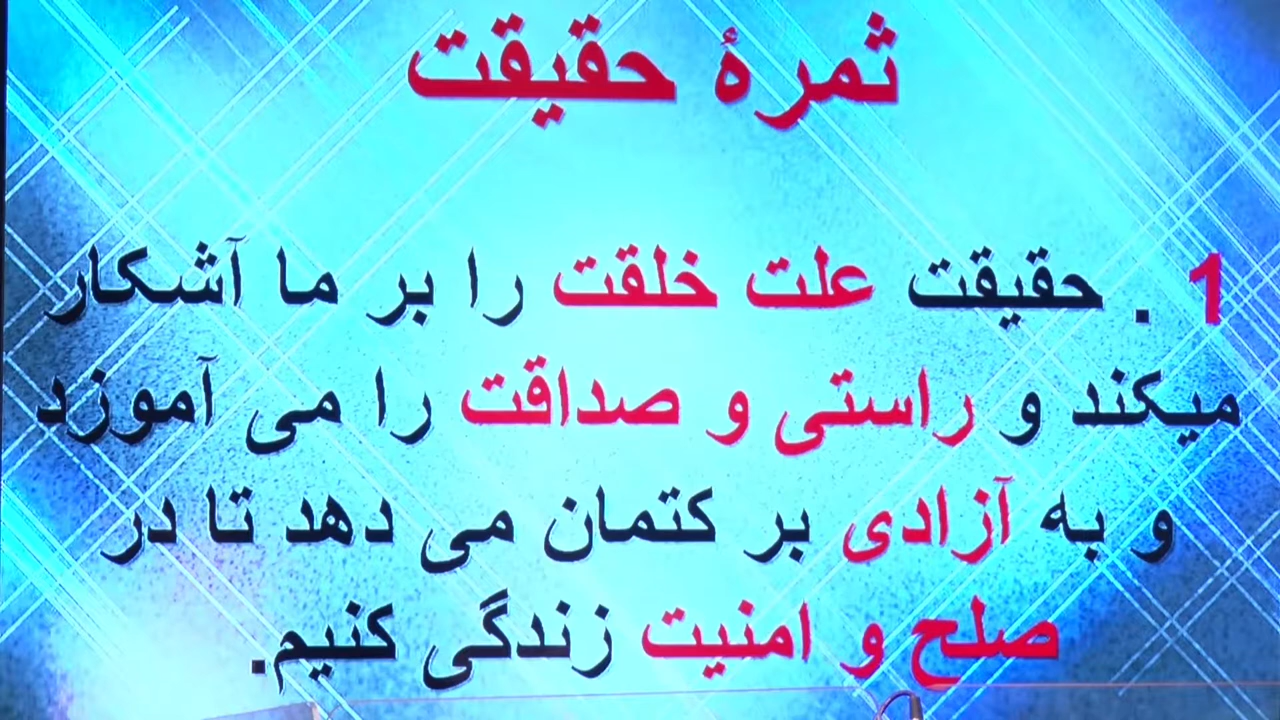 ثمرهٔ حقیقت
1 . حقیقت علت خلقت را بر ما آشکار
میکند و راستی و صداقت را می آموزد
و به آزادی بر کتمان می دهد تا در
صلح و امنیت زندگی کنیم.